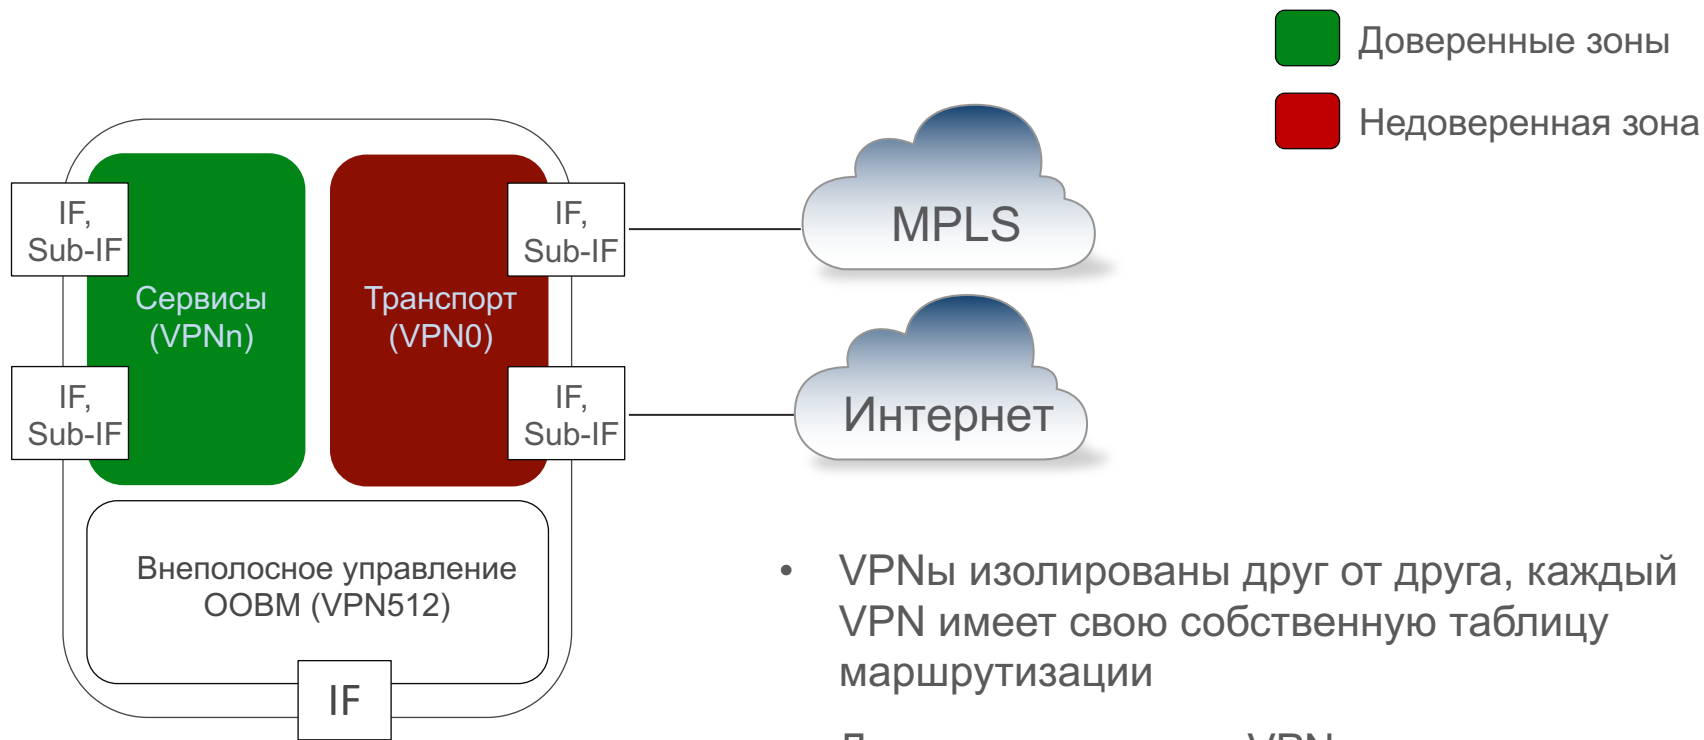 Доверенные зоны
Недоверенная зона
IF,
Sub-IF
IF,
Sub-IF
Сервисы
(VPNn)
Транспорт
(VPN0)
IF,
Sub-IF
IF,
Sub-IF
MPLS
Интернет
Внеполосное управление
OOBM (VPN512)
IF
• VPNы изолированы друг от друга, каждый
VPN имеет свою собственную таблицу
маршрутизации
VPN